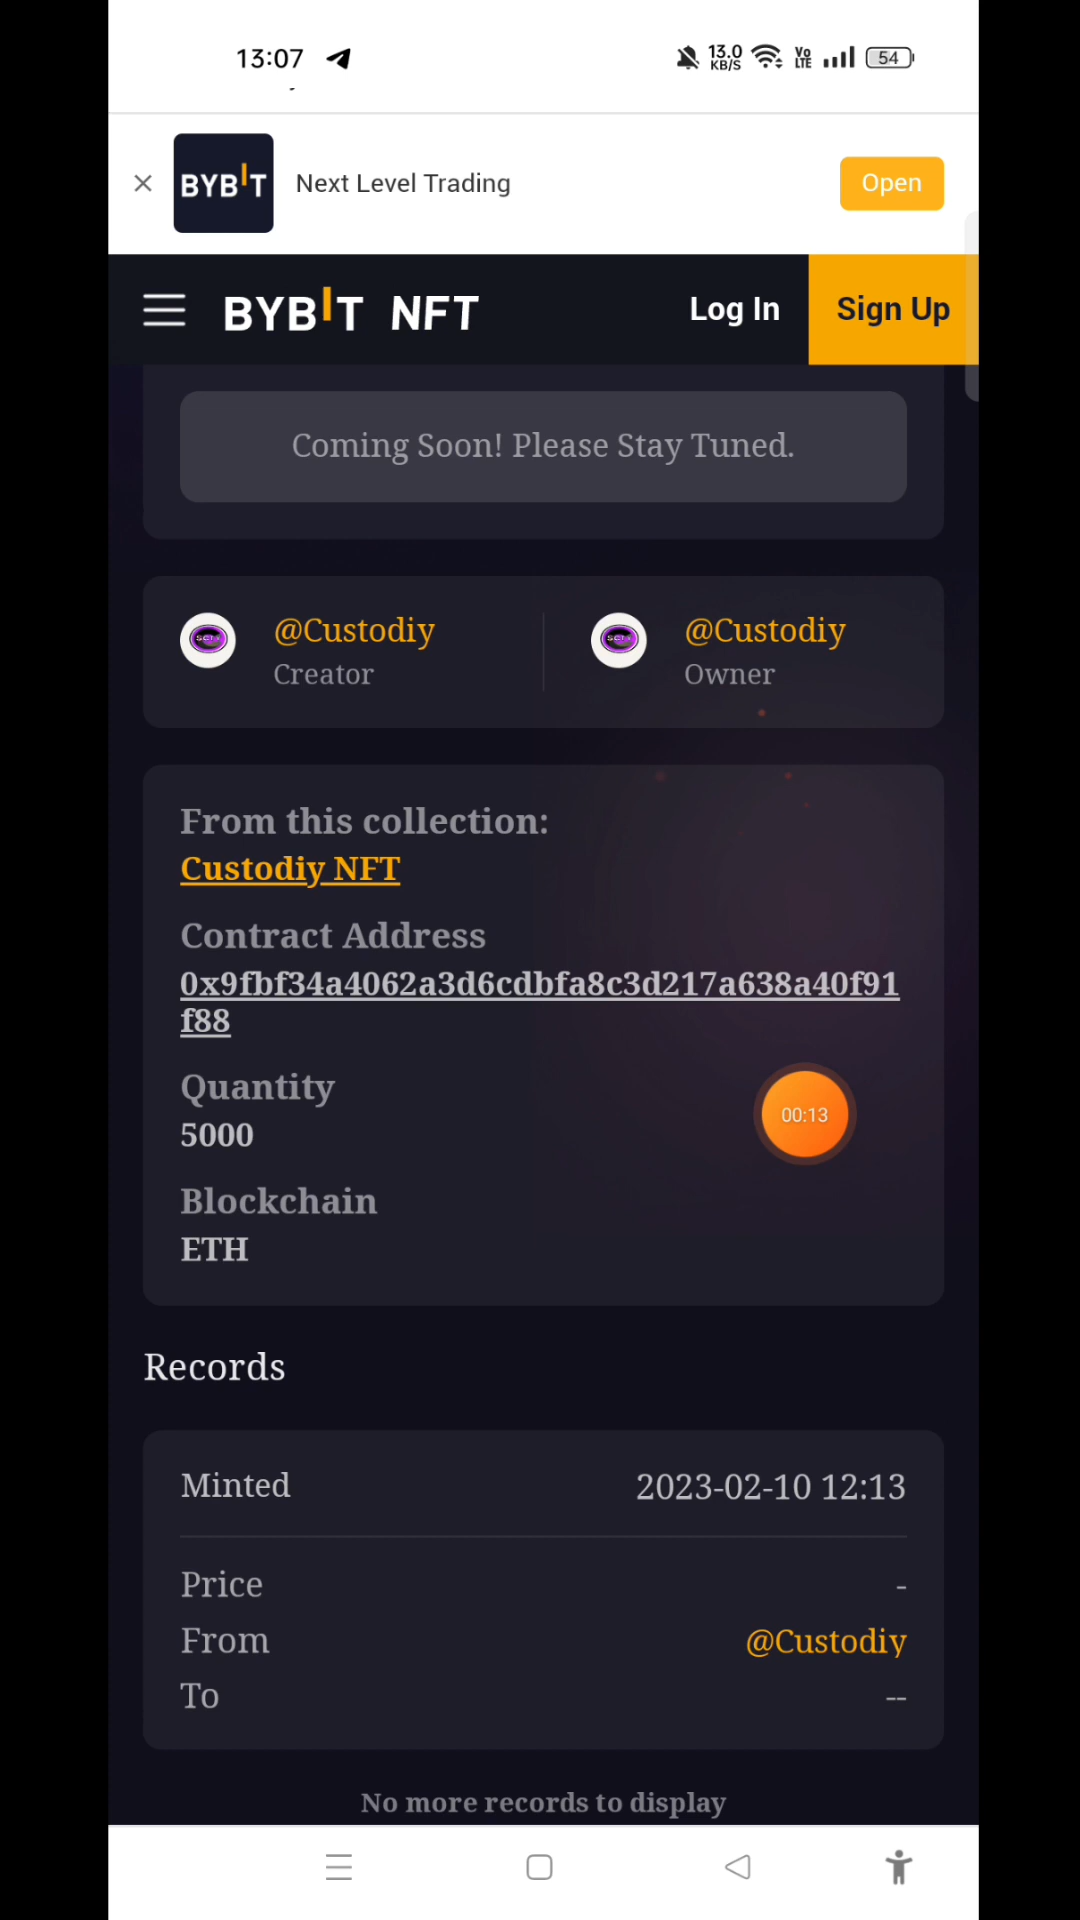 13:07
13.0
KB/S
Vo
LTE
54
BYBIT
Next Level Trading
Open
BYBIT NFT
Log In
Sign Up
Coming Soon! Please Stay Tuned.
@Custodiy
Creator
@Custodiy
Owner
From this collection:
Custodiy NFT
Contract Address
0x9fbf34a4062a3d6cdbfa8c3d217a638a40f91
f88
Quantity
5000
00:13
Blockchain
ETH
Records
Minted
2023-02-10 12:13
Price
-
From
@Custodiy
To
--
No more records to display